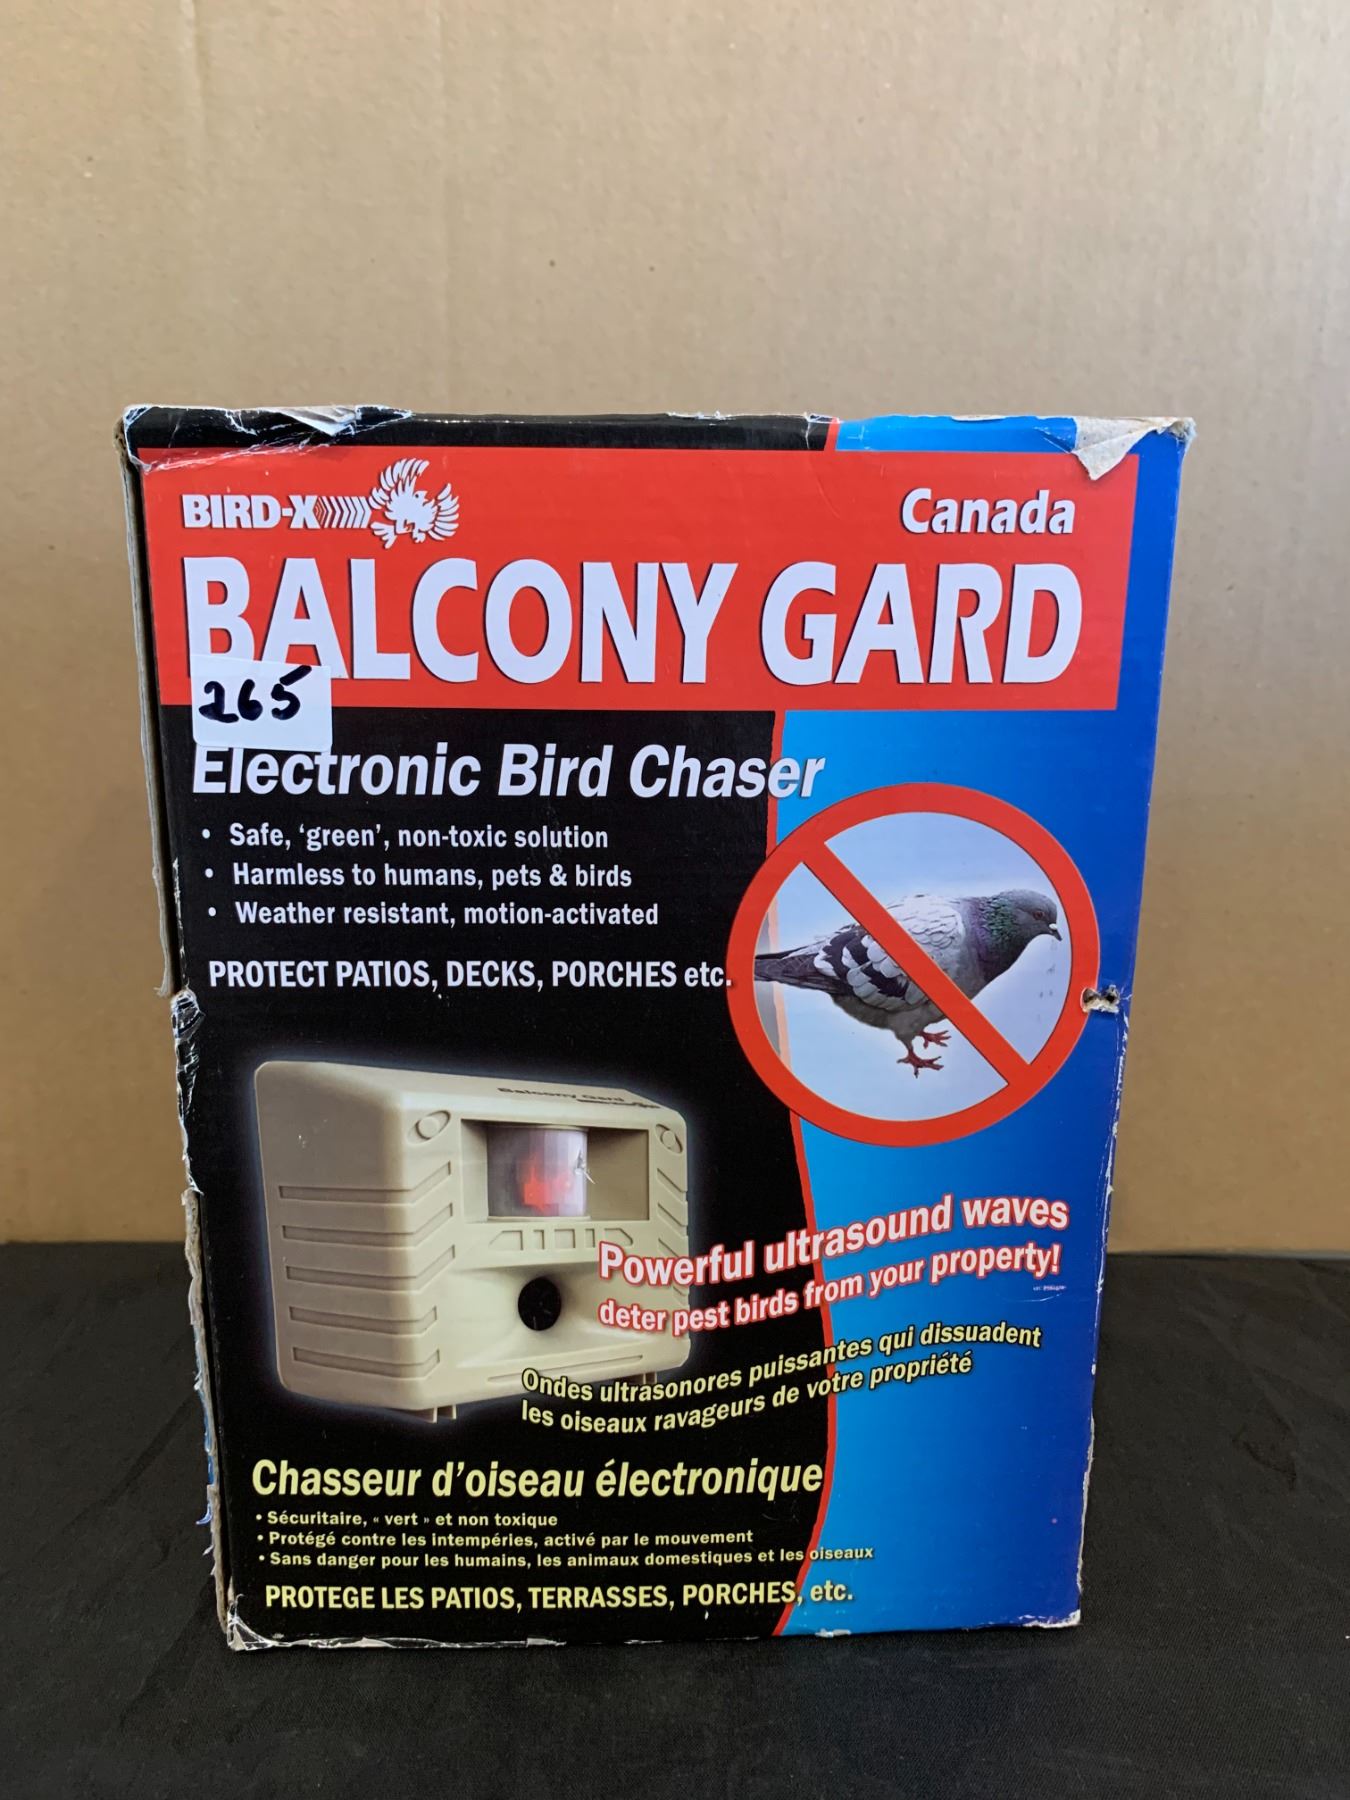 BIRD-X
Canada
BALCONY GARD
265
Electronic Bird Chaser
• Safe, ‘green’, non-toxic solution
• Harmless to humans, pets & birds
• Weather resistant, motion-activated
PROTECT PATIOS, DECKS, PORCHES etc.
Balcony Gard
Powerful ultrasound waves
deter pest birds from your property!
Ondes ultrasonores puissantes qui dissuadent
les oiseaux ravageurs de votre propriété
Chasseur d’oiseau électronique
• Sécuritaire, « vert » et non toxique
• Protégé contre les intempéries, activé par le mouvement
• Sans danger pour les humains, les animaux domestiques et les oiseaux
PROTEGE LES PATIOS, TERRASSES, PORCHES, etc.